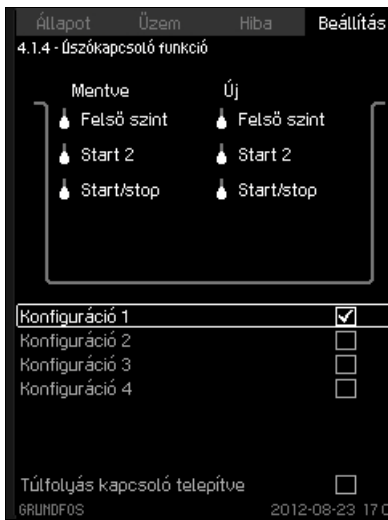 Állapot Üzem Hiba Beállítás
4.1.4 - Úszókapcsoló funkció
Mentve Új
Felső szint Felső szint
Start 2 Start 2
Start/stop Start/stop
Konfiguráció 1
Konfiguráció 2
Konfiguráció 3
Konfiguráció 4
Túlfolyás kapcsoló telepítve
GRUNDFOS 2012-08-23